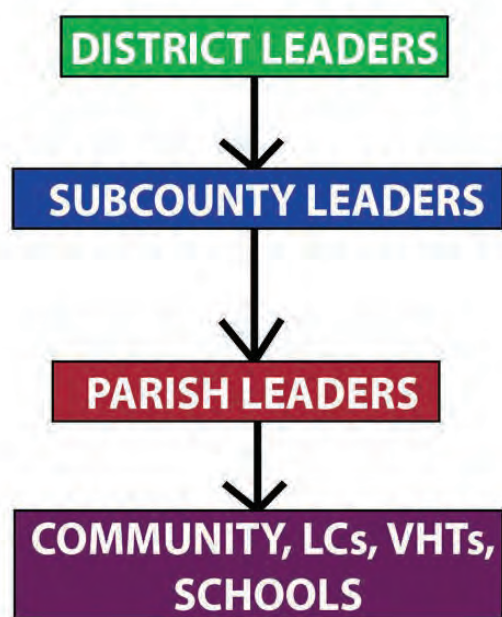 DISTRICT LEADERS
SUBCOUNTY LEADERS
PARISH LEADERS
COMMUNITY, LCs, VHTs,
SCHOOLS